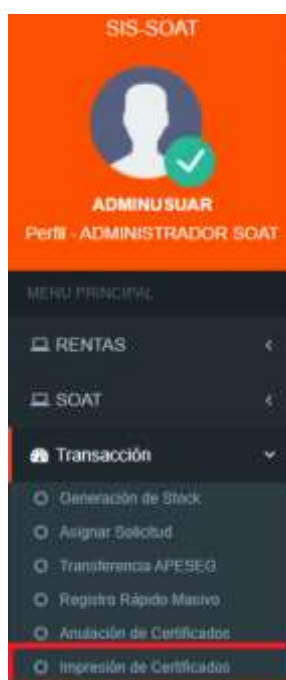 SIS-SOAT
ADMINUSUAR
Perfil - ADMINISTRADOR SOAT
MENU PRINCIPAL
RENTAS
SOAT
Transacción
Generación de Stock
Asignar Solicitud
Transferencia APESEG
Registro Rápido Masivo
Anulación de Certificados
Impresión de Certificados